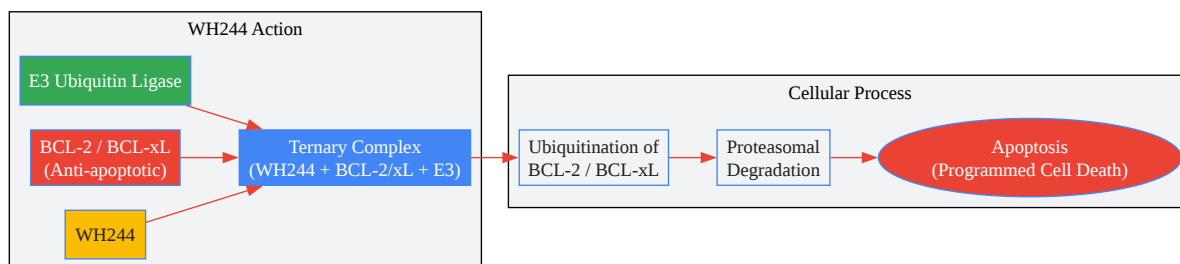 WH244 Action
E3 Ubiquitin Ligase
BCL-2 / BCL-xL
(Anti-apoptotic)
WH244
Ternary Complex
(WH244 + BCL-2/xL + E3)
Cellular Process
Ubiquitination of
BCL-2 / BCL-xL
Proteasomal
Degradation
Apoptosis
(Programmed Cell Death)